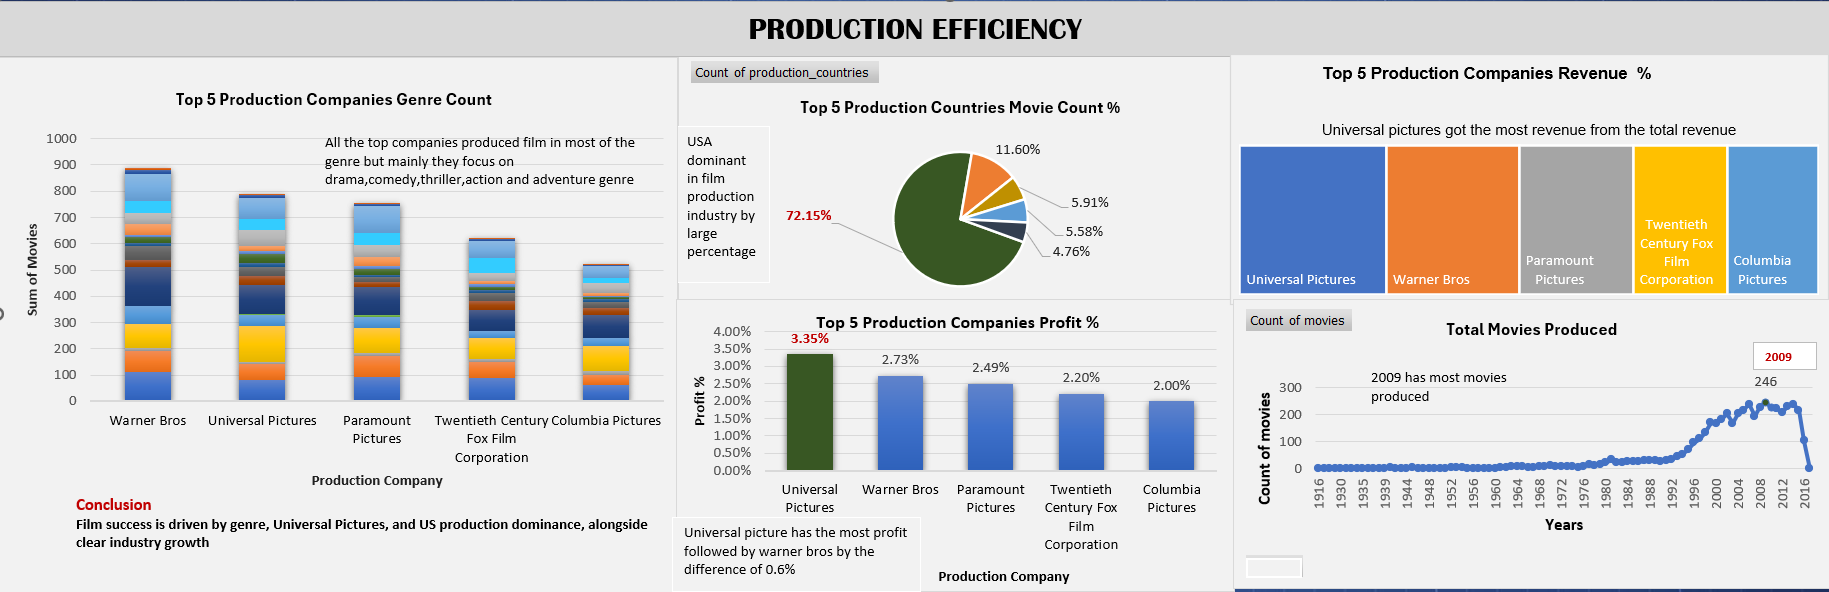 PRODUCTION EFFICIENCY
Top 5 Production Companies Genre Count
All the top companies produced film in most of the
genre but mainly they focus on
drama,comedy,thriller,action and adventure genre
Sum of Movies
1000
900
800
700
600
500
400
300
200
100
0
Warner Bros
Universal Pictures
Paramount
Pictures
Twentieth Century
Fox Film
Corporation
Columbia Pictures
Production Company
Conclusion
Film success is driven by genre, Universal Pictures, and US production dominance, alongside
clear industry growth
Count of production_countries
Top 5 Production Countries Movie Count %
USA
dominant
in film
production
industry by
large
percentage
72.15%
11.60%
5.91%
5.58%
4.76%
Top 5 Production Companies Profit %
Profit %
4.00%
3.50%
3.00%
2.50%
2.00%
1.50%
1.00%
0.50%
0.00%
3.35%
2.73%
2.49%
2.20%
2.00%
Universal
Pictures
Warner Bros
Paramount
Pictures
Twentieth
Century Fox
Film
Corporation
Columbia
Pictures
Production Company
Universal picture has the most profit
followed by warner bros by the
difference of 0.6%
Top 5 Production Companies Revenue %
Universal pictures got the most revenue from the total revenue
Universal Pictures
Warner Bros
Paramount
Pictures
Twentieth
Century Fox
Film
Corporation
Columbia
Pictures
Count of movies
Total Movies Produced
2009
246
2009 has most movies
produced
Count of movies
300
200
100
0
1916
1930
1935
1939
1944
1948
1952
1956
1960
1964
1968
1972
1976
1980
1984
1988
1992
1996
2000
2004
2008
2012
2016
Years